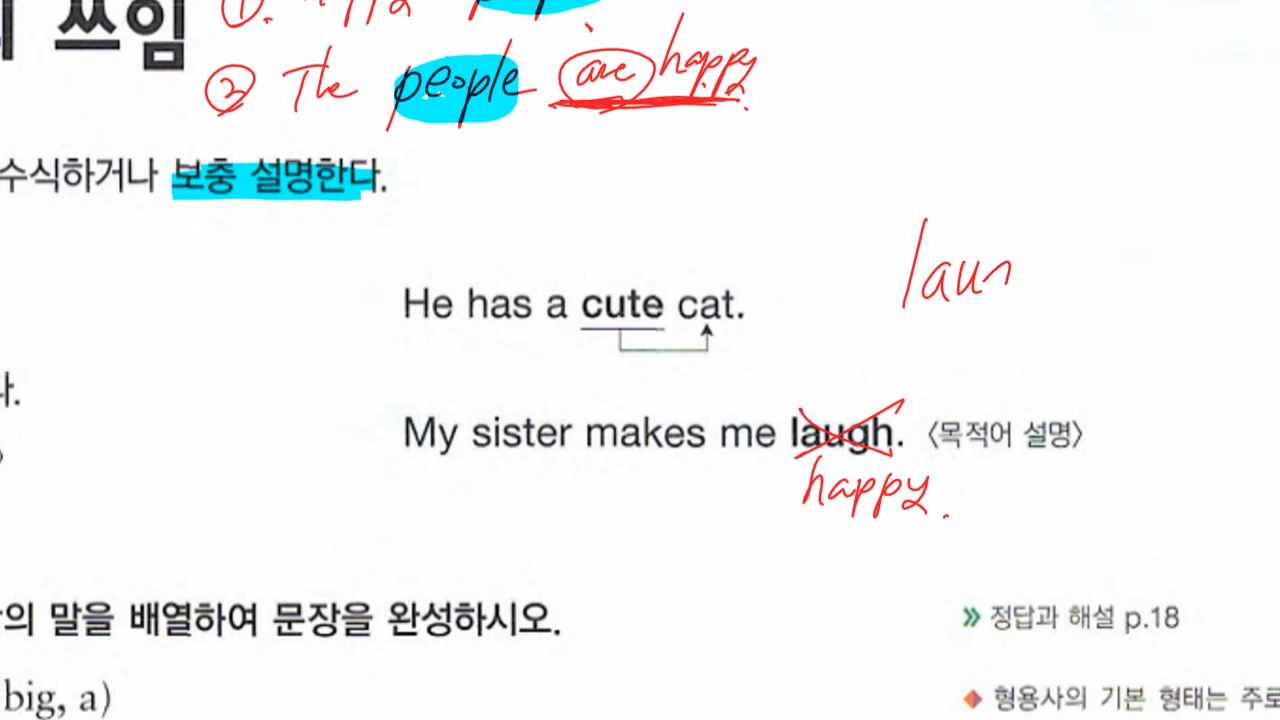 쓰임
② The people are happy.
수식하거나 보충 설명한다.
He has a cute cat.
다.
My sister makes me laugh. 〈목적어 설명〉
happy.
의 말을 배열하여 문장을 완성하시오.
정답과 해설 p.18
big, a)
형용사의 기본 형태는 주로